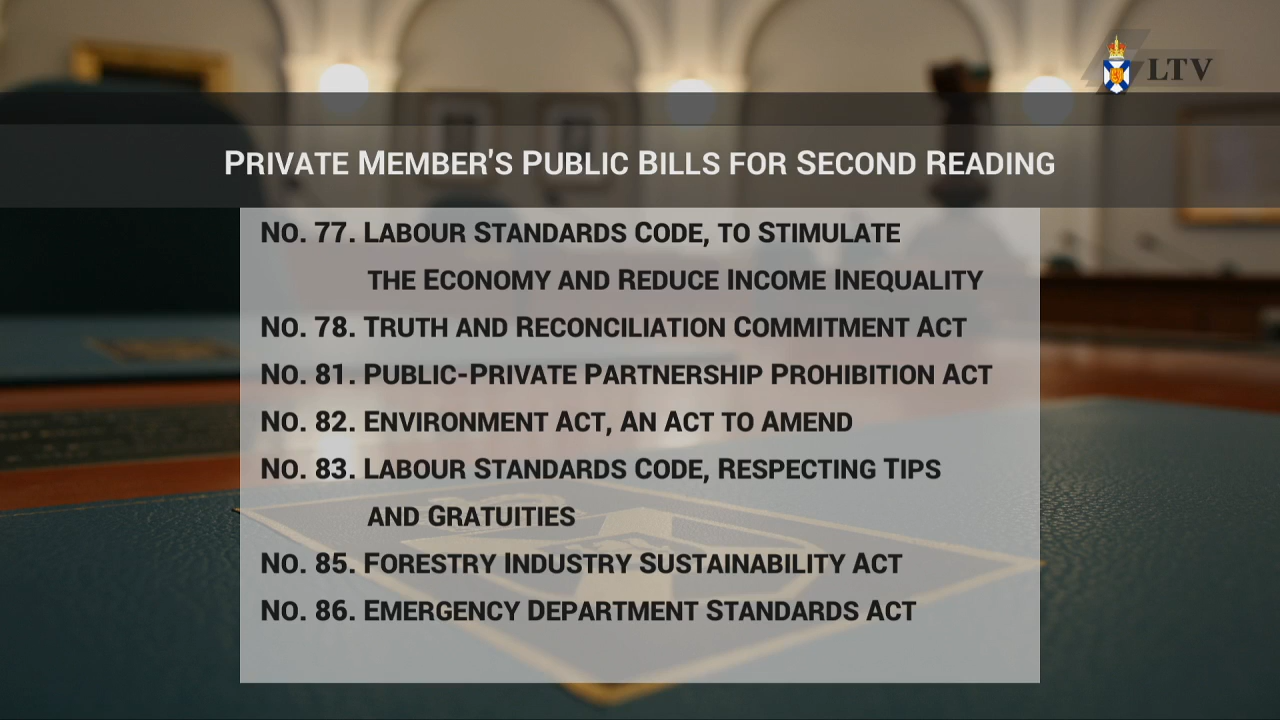 LTV
PRIVATE MEMBER'S PUBLIC BILLS FOR SECOND READING
NO. 77. LABOUR STANDARDS CODE, TO STIMULATE
THE ECONOMY AND REDUCE INCOME INEQUALITY
NO. 78. TRUTH AND RECONCILIATION COMMITMENT ACT
NO. 81. PUBLIC-PRIVATE PARTNERSHIP PROHIBITION ACT
NO. 82. ENVIRONMENT ACT, AN ACT TO AMEND
NO. 83. LABOUR STANDARDS CODE, RESPECTING TIPS
AND GRATUITIES
NO. 85. FORESTRY INDUSTRY SUSTAINABILITY ACT
NO. 86. EMERGENCY DEPARTMENT STANDARDS ACT